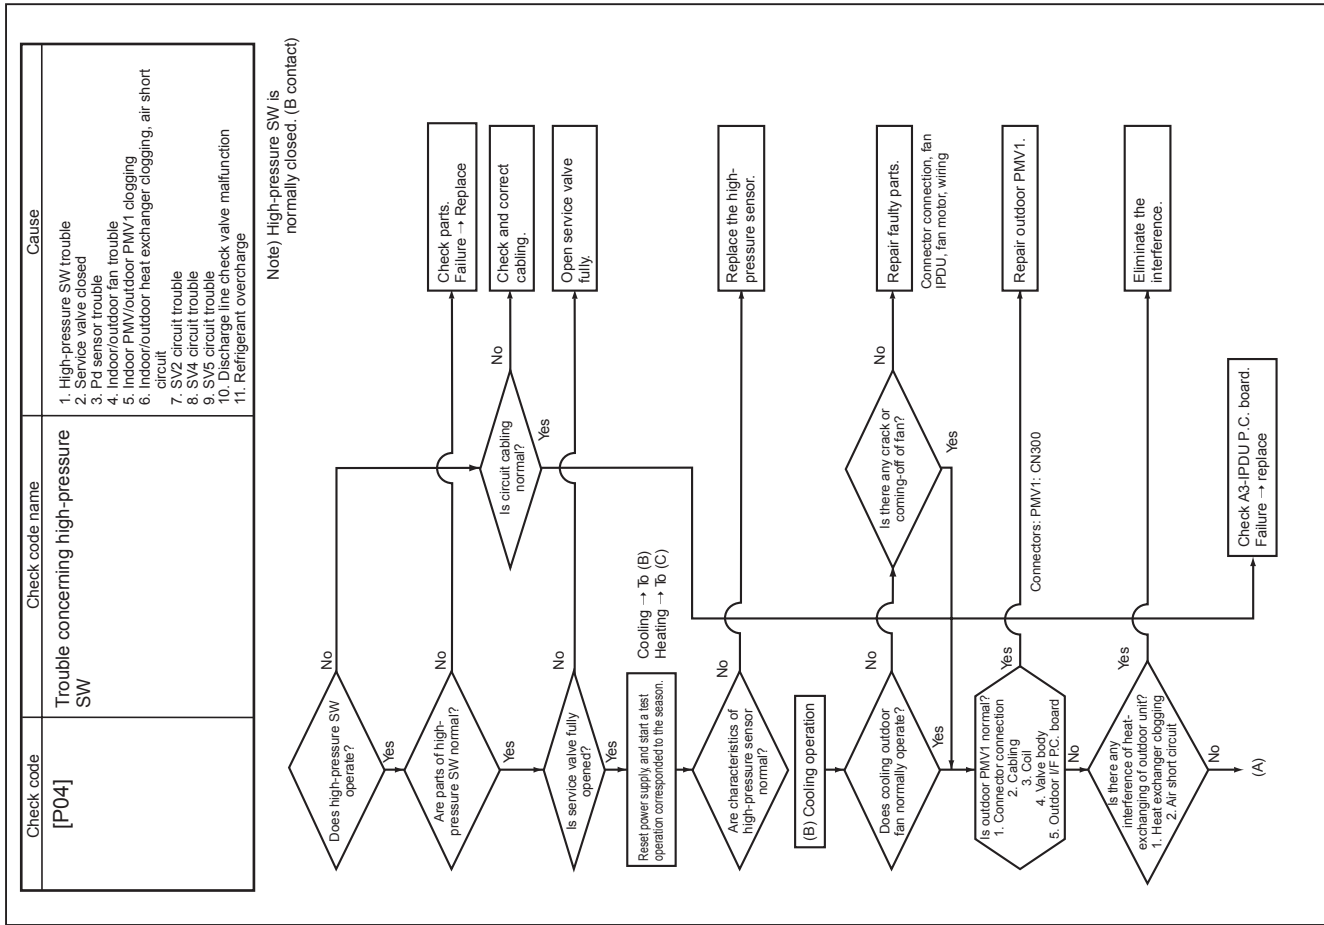 Check code
Check code name
Cause
[P04]
Trouble concerning high-pressure
SW
1. High-pressure SW trouble
2. Service valve closed
3. Pd sensor trouble
4. Indoor/outdoor fan trouble
5. Indoor PMV/outdoor PMV1 clogging
6. Indoor/outdoor heat exchanger clogging, air short
circuit
7. SV2 circuit trouble
8. SV4 circuit trouble
9. SV5 circuit trouble
10. Discharge line check valve malfunction
11. Refrigerant overcharge
Note) High-pressure SW is
normally closed. (B contact)
Does high-pressure SW
operate?
No
Yes
Is circuit cabling
normal?
No
Yes
Check and correct
cabling.
Are parts of high-
pressure SW normal?
No
Yes
Check parts.
Failure → Replace
Is service valve fully
opened?
No
Yes
Open service valve
fully.
Reset power supply, and start a test
operation corresponded to the season.
Cooling → To (B)
Heating → To (C)
Are characteristics of
high-pressure sensor
normal?
No
Replace the high-
pressure sensor.
(B) Cooling operation
Does cooling outdoor
fan normally operate?
No
Yes
Is there any crack or
coming-off of fan?
No
Yes
Repair faulty parts.
Connector connection, fan
IPDU, fan motor, wiring
Is outdoor PMV1 normal?
1. Connector connection
2. Cabling
3. Coil
4. Valve body
5. Outdoor I/F P.C. board
Yes
No
Connectors: PMV1: CN300
Repair outdoor PMV1.
Is there any
interference of heat-
exchanging of outdoor unit?
1. Heat exchanger clogging
2. Air short circuit
Yes
No
Eliminate the
interference.
Check A3-IPDU P.C. board.
Failure → replace
(A)